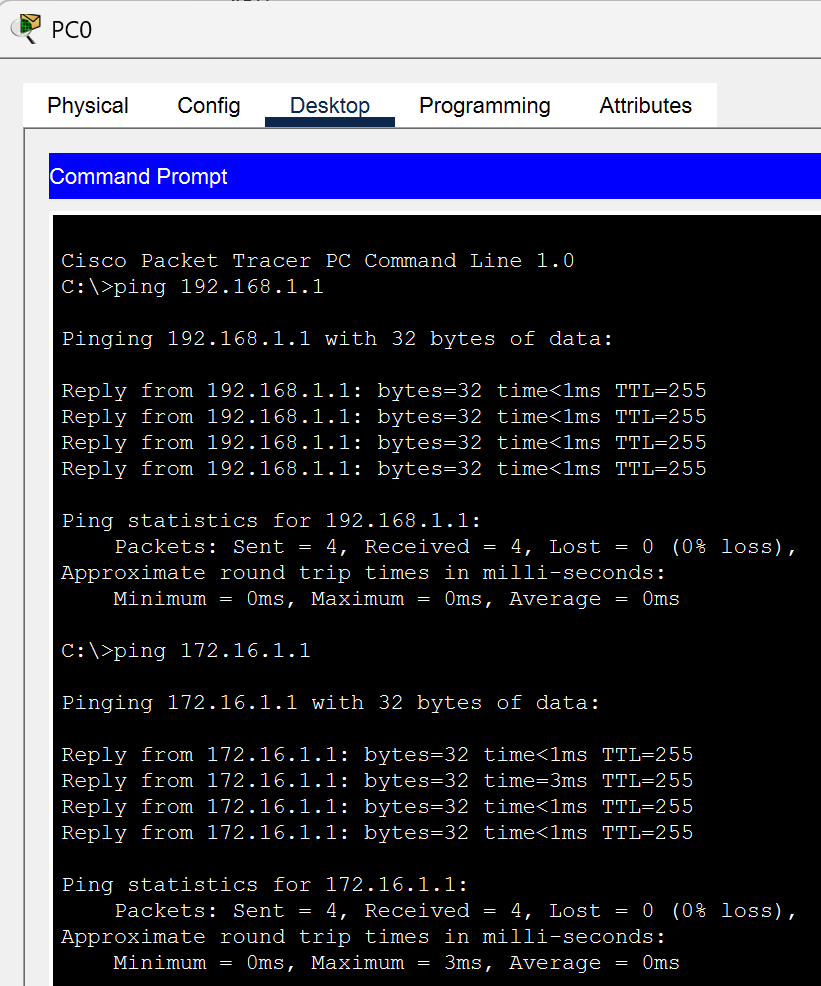 PC0
Physical Config Desktop Programming Attributes
Command Prompt
Cisco Packet Tracer PC Command Line 1.0
C:\>ping 192.168.1.1
Pinging 192.168.1.1 with 32 bytes of data:
Reply from 192.168.1.1: bytes=32 time<1ms TTL=255
Reply from 192.168.1.1: bytes=32 time<1ms TTL=255
Reply from 192.168.1.1: bytes=32 time<1ms TTL=255
Reply from 192.168.1.1: bytes=32 time<1ms TTL=255
Ping statistics for 192.168.1.1:
Packets: Sent = 4, Received = 4, Lost = 0 (0% loss),
Approximate round trip times in milli-seconds:
Minimum = 0ms, Maximum = 0ms, Average = 0ms
C:\>ping 172.16.1.1
Pinging 172.16.1.1 with 32 bytes of data:
Reply from 172.16.1.1: bytes=32 time<1ms TTL=255
Reply from 172.16.1.1: bytes=32 time=3ms TTL=255
Reply from 172.16.1.1: bytes=32 time<1ms TTL=255
Reply from 172.16.1.1: bytes=32 time<1ms TTL=255
Ping statistics for 172.16.1.1:
Packets: Sent = 4, Received = 4, Lost = 0 (0% loss),
Approximate round trip times in milli-seconds:
Minimum = 0ms, Maximum = 3ms, Average = 0ms